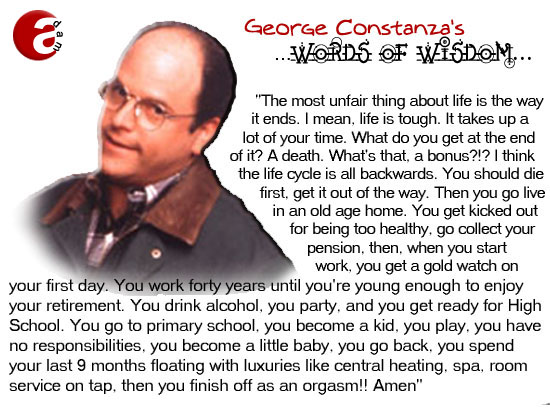 a
dam
George Constanza's
...WORDS OF WISDOM...
"The most unfair thing about life is the way
it ends. I mean, life is tough. It takes up a
lot of your time. What do you get at the end
of it? A death. What's that, a bonus?!? I think
the life cycle is all backwards. You should die
first, get it out of the way. Then you go live
in an old age home. You get kicked out
for being too healthy, go collect your
pension, then, when you start
work, you get a gold watch on
your first day. You work forty years until you're young enough to enjoy
your retirement. You drink alcohol, you party, and you get ready for High
School. You go to primary school, you become a kid, you play, you have
no responsibilities, you become a little baby, you go back, you spend
your last 9 months floating with luxuries like central heating, spa, room
service on tap, then you finish off as an orgasm!! Amen"